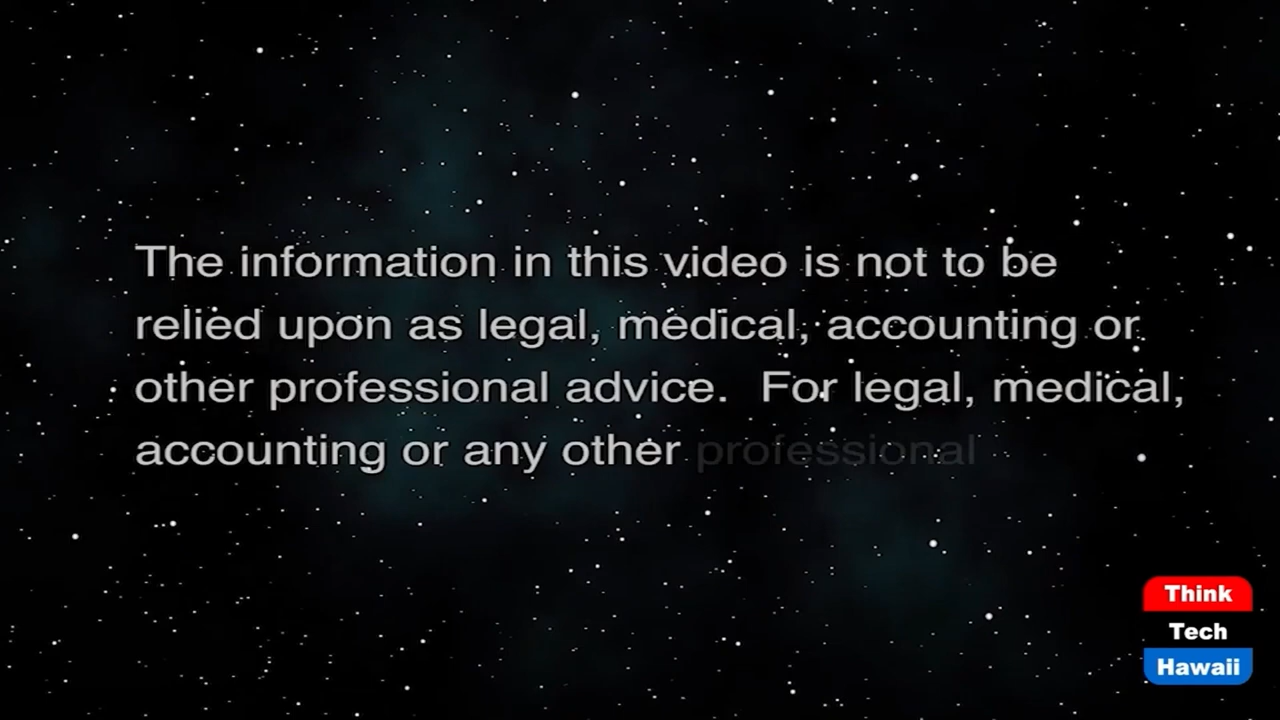 The information in this video is not to be
relied upon as legal, medical, accounting or
other professional advice.  For legal, medical,
accounting or any other professional
Think
Tech
Hawaii